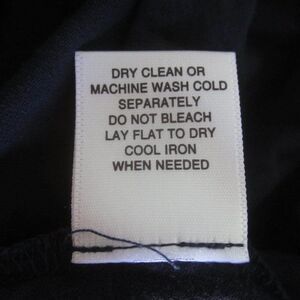 DRY CLEAN OR
MACHINE WASH COLD
SEPARATELY
DO NOT BLEACH
LAY FLAT TO DRY
COOL IRON
WHEN NEEDED